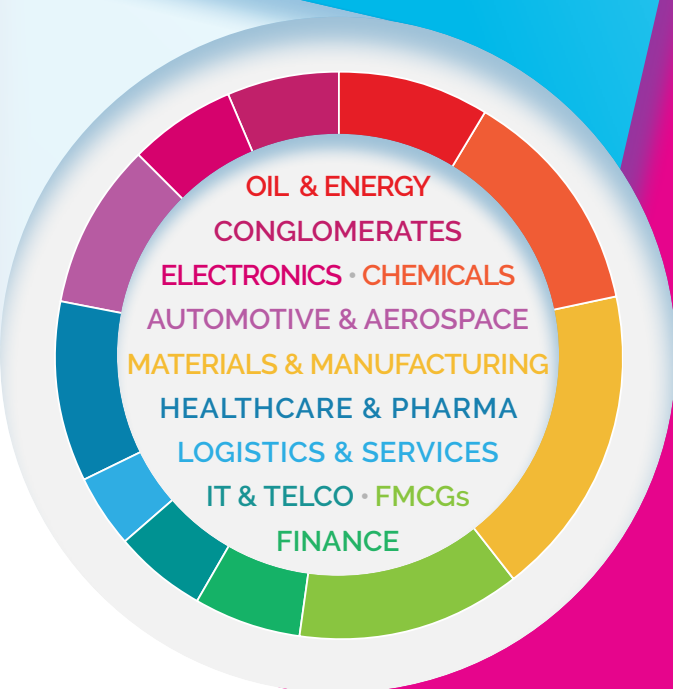 OIL & ENERGY
CONGLOMERATES
ELECTRONICS • CHEMICALS
AUTOMOTIVE & AEROSPACE
MATERIALS & MANUFACTURING
HEALTHCARE & PHARMA
LOGISTICS & SERVICES
IT & TELCO • FMCGs
FINANCE